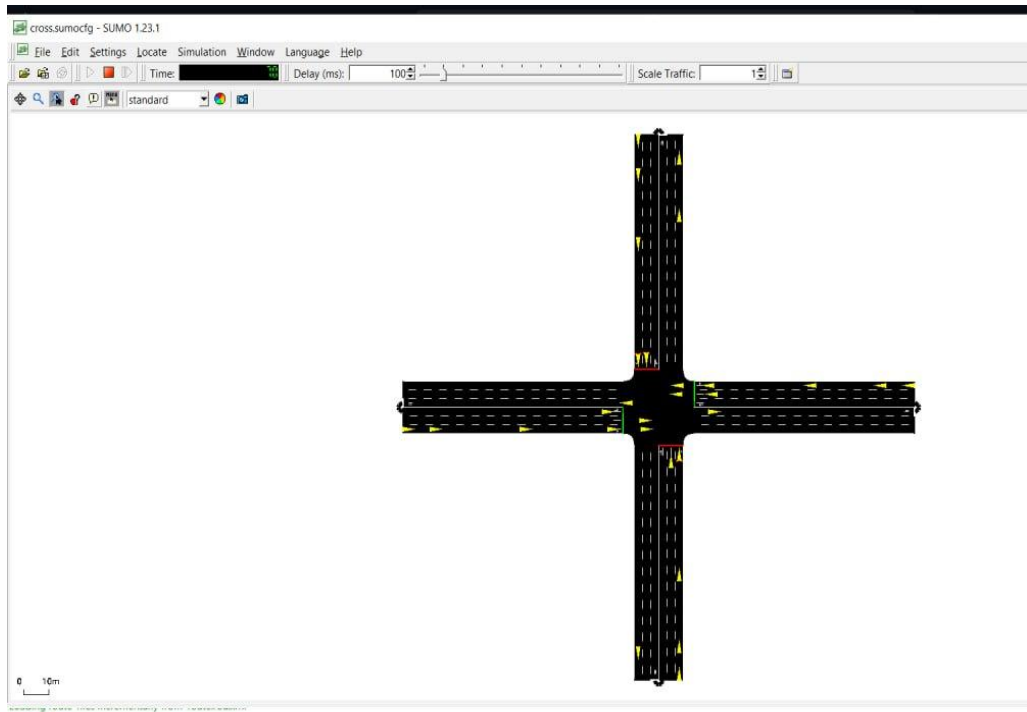 cross.sumocfg - SUMO 1.23.1
File Edit Settings Locate Simulation Window Language Help
Time: Delay (ms): 100 Scale Traffic: 1
standard
0 10m